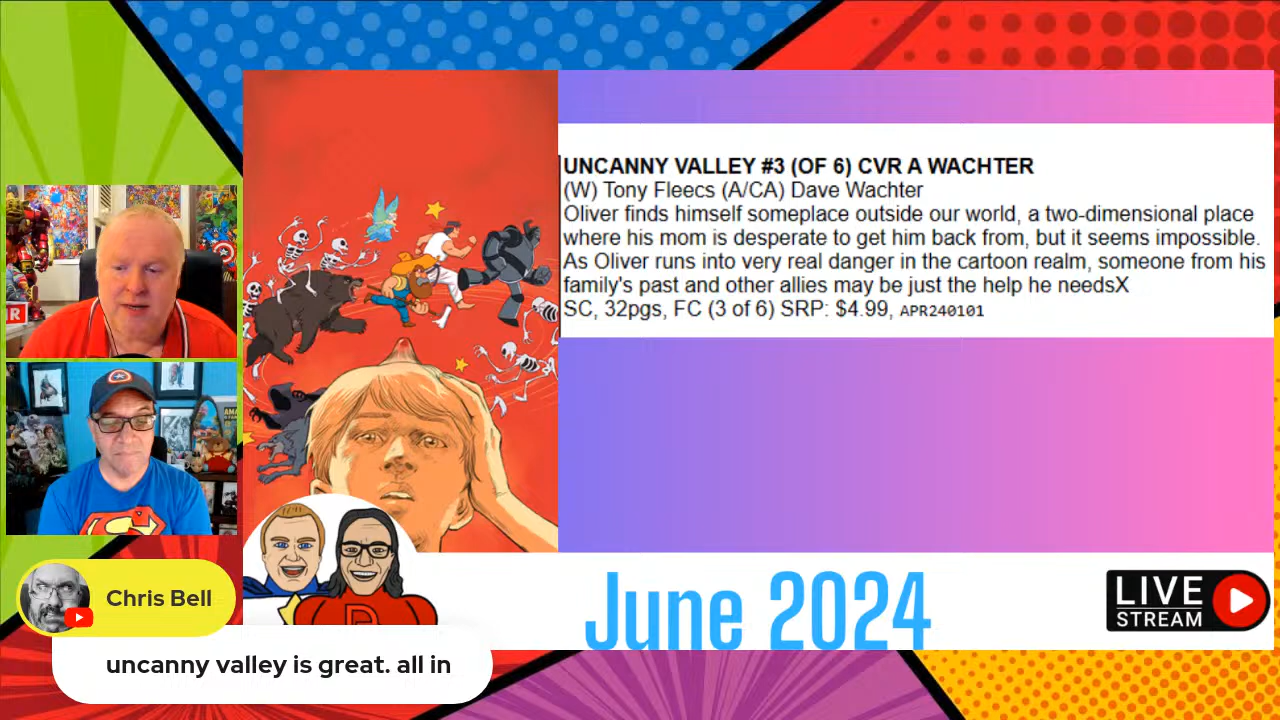 UNCANNY VALLEY #3 (OF 6) CVR A WACHTER
(W) Tony Fleecs (A/CA) Dave Wachter
Oliver finds himself someplace outside our world, a two-dimensional place
where his mom is desperate to get him back from, but it seems impossible.
As Oliver runs into very real danger in the cartoon realm, someone from his
family's past and other allies may be just the help he needsX
SC, 32pgs, FC (3 of 6) SRP: $4.99, APR240101
June 2024
LIVE
STREAM
Chris Bell
uncanny valley is great. all in